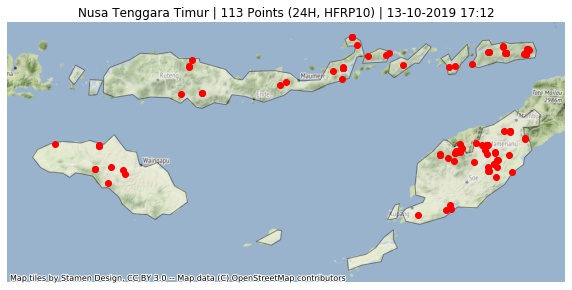 Nusa Tenggara Timur | 113 Points (24H, HFRP10) | 13-10-2019 17:12
Ruteng
Maumere
Ende
Waingapu
Kefamenanu
Soe
Kupang
Map tiles by Stamen Design, CC BY 3.0 -- Map data (C) OpenStreetMap contributors